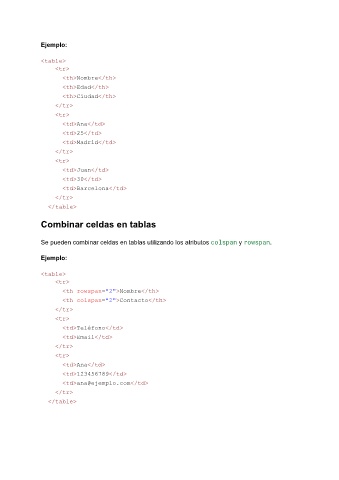 Ejemplo:
<table>
<tr>
<th>Nombre</th>
<th>Edad</th>
<th>Ciudad</th>
</tr>
<tr>
<td>Ana</td>
<td>25</td>
<td>Madrid</td>
</tr>
<tr>
<td>Juan</td>
<td>30</td>
<td>Barcelona</td>
</tr>
</table>
Combinar celdas en tablas
Se pueden combinar celdas en tablas utilizando los atributos colspan y rowspan.
Ejemplo:
<table>
<tr>
<th rowspan="2">Nombre</th>
<th colspan="2">Contacto</th>
</tr>
<tr>
<td>Teléfono</td>
<td>Email</td>
</tr>
<tr>
<td>Ana</td>
<td>123456789</td>
<td>ana@ejemplo.com</td>
</tr>
</table>